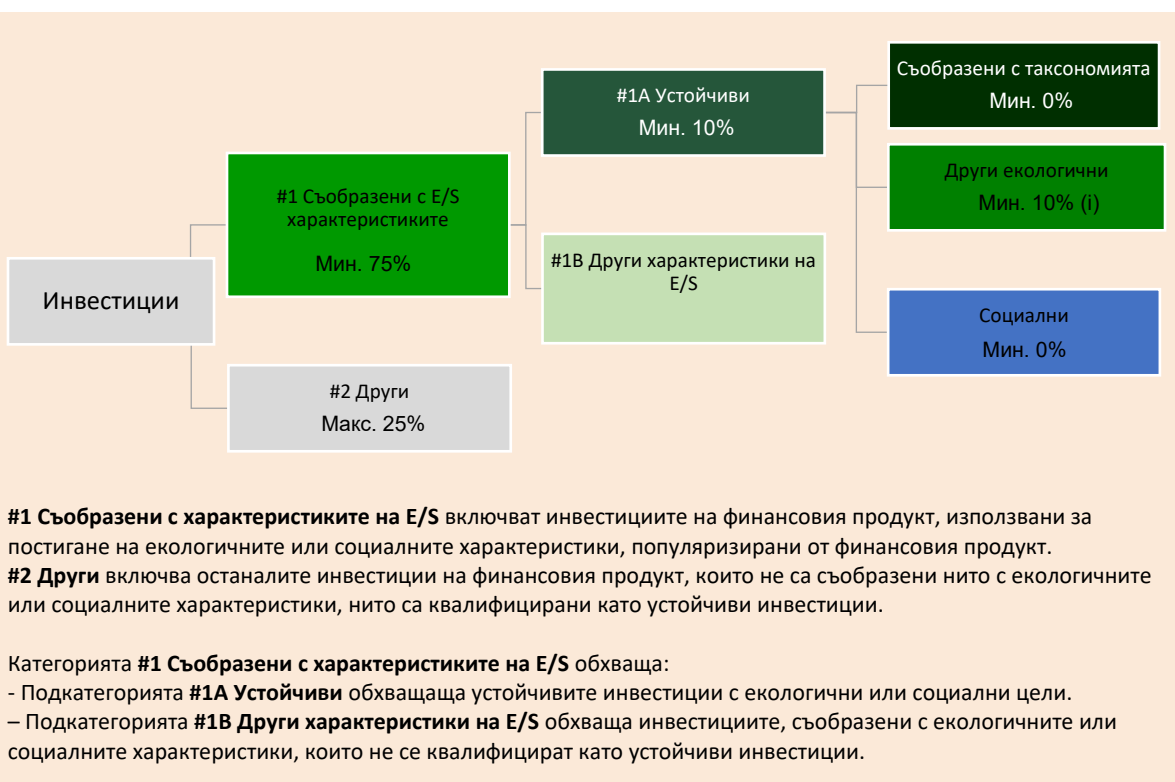 Инвестиции
#1 Съобразени с E/S
характеристиките
Мин. 75%
#2 Други
Макс. 25%
#1A Устойчиви
Мин. 10%
#1B Други характеристики на
E/S
Съобразени с таксономията
Мин. 0%
Други екологични
Мин. 10% (i)
Социални
Мин. 0%
#1 Съобразени с характеристиките на E/S включват инвестициите на финансовия продукт, използвани за
постигане на екологичните или социалните характеристики, популяризирани от финансовия продукт.
#2 Други включва останалите инвестиции на финансовия продукт, които не са съобразени нито с екологичните
или социалните характеристики, нито са квалифицирани като устойчиви инвестиции.
Категорията #1 Съобразени с характеристиките на E/S обхваща:
- Подкатегорията #1A Устойчиви обхващаща устойчивите инвестиции с екологични или социални цели.
– Подкатегорията #1B Други характеристики на E/S обхваща инвестициите, съобразени с екологичните или
социалните характеристики, които не се квалифицират като устойчиви инвестиции.